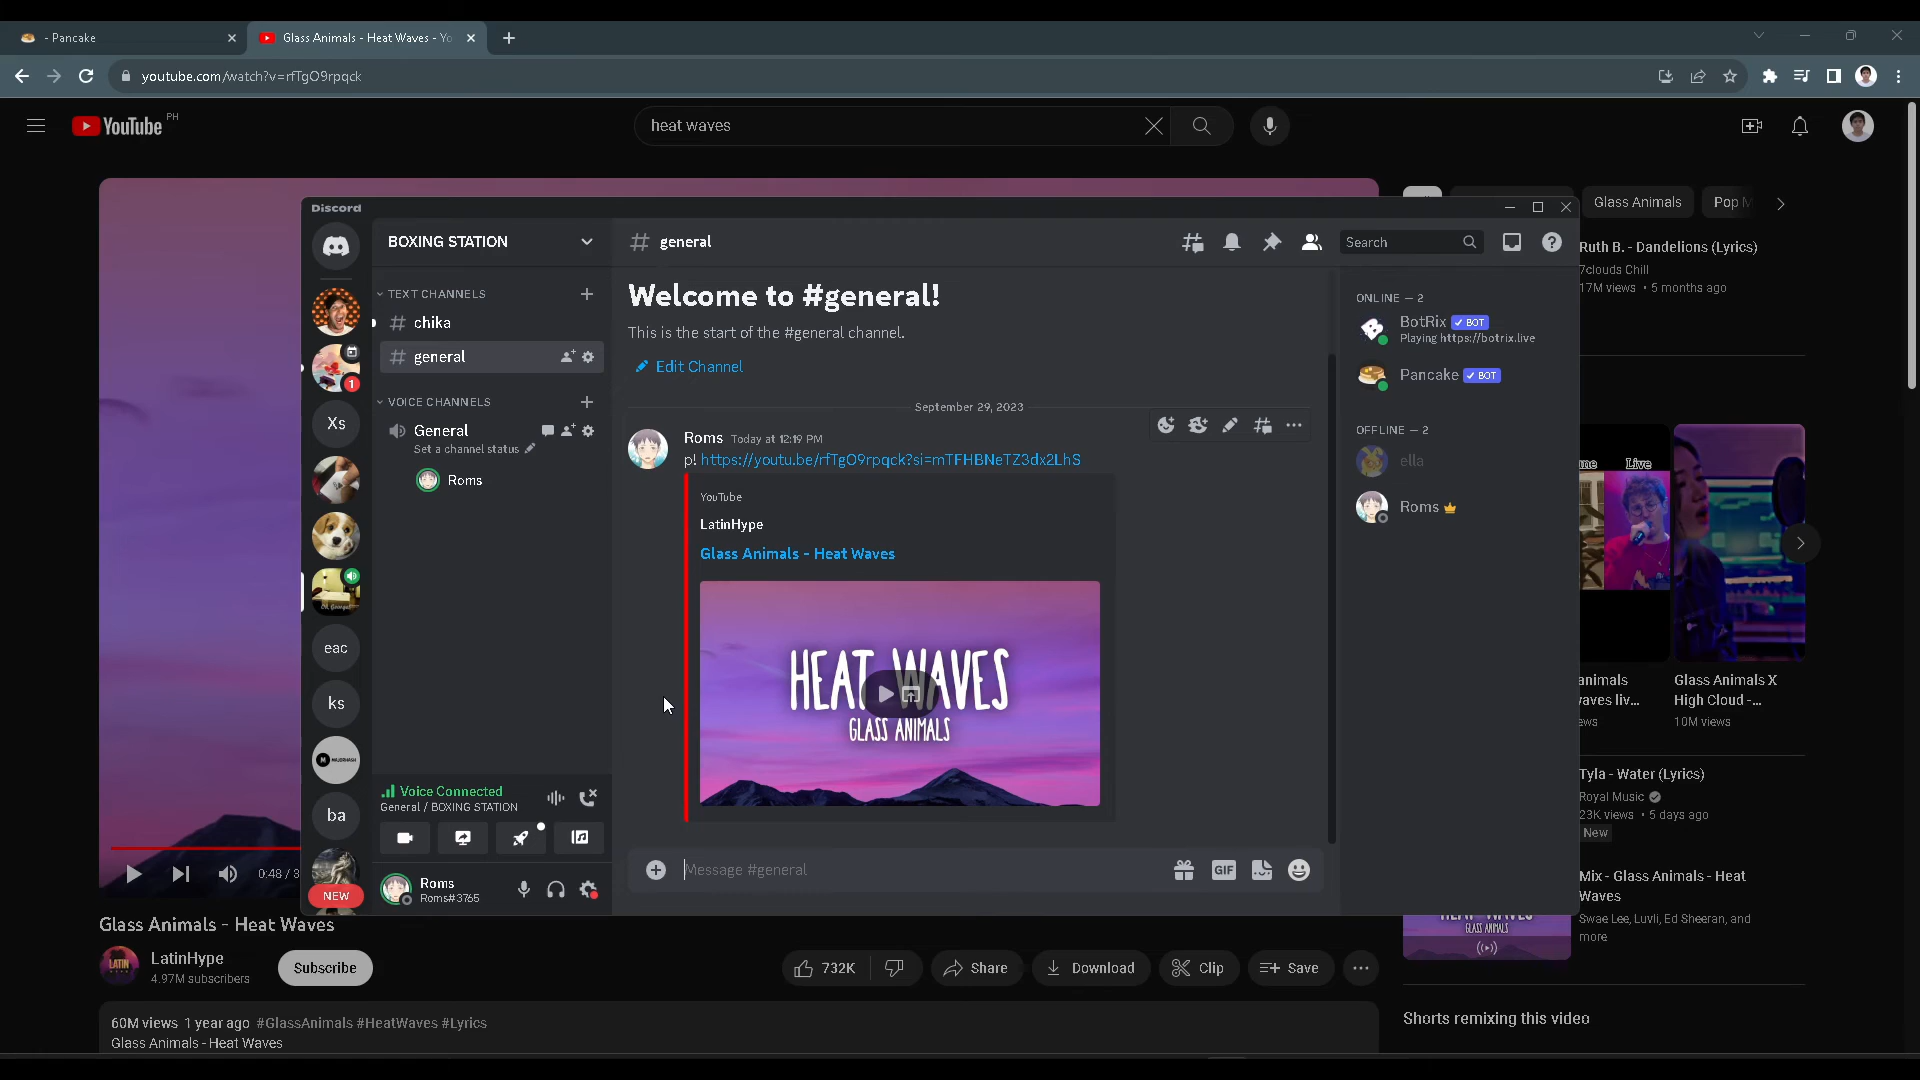 - Pancake
Glass Animals - Heat Waves - Yo
youtube.com/watch?v=rfTgO9rpqck
YouTube PH
heat waves
Discord
BOXING STATION
general
Search
TEXT CHANNELS
chika
general
VOICE CHANNELS
General
Set a channel status
Roms
Xs
1
Oh, Georgie!
eac
ks
ba
NEW
Voice Connected
General / BOXING STATION
Roms
Roms#3765
Welcome to #general!
This is the start of the #general channel.
Edit Channel
September 29, 2023
Roms Today at 12:19 PM
p! https://youtu.be/rfTgO9rpqck?si=mTFHBNeTZ3dx2LhS
YouTube
LatinHype
Glass Animals - Heat Waves
HEAT WAVES
GLASS ANIMALS
Message #general
GIF
ONLINE — 2
BotRix BOT
Playing https://botrix.live
Pancake BOT
OFFLINE — 2
ella
Roms
Glass Animals
Pop M
Ruth B. - Dandelions (Lyrics)
7clouds Chill
17M views • 5 months ago
Live
Glass Animals X
High Cloud -...
10M views
Tyla - Water (Lyrics)
Royal Music
23K views • 5 days ago
New
Mix - Glass Animals - Heat
Waves
Swae Lee, Luvli, Ed Sheeran, and
more
HEAT WAVES
GLASS ANIMALS
Shorts remixing this video
0:48 / 3
Glass Animals - Heat Waves
LATIN
LatinHype
4.97M subscribers
Subscribe
732K
Share
Download
Clip
Save
60M views 1 year ago #GlassAnimals #HeatWaves #Lyrics
Glass Animals - Heat Waves